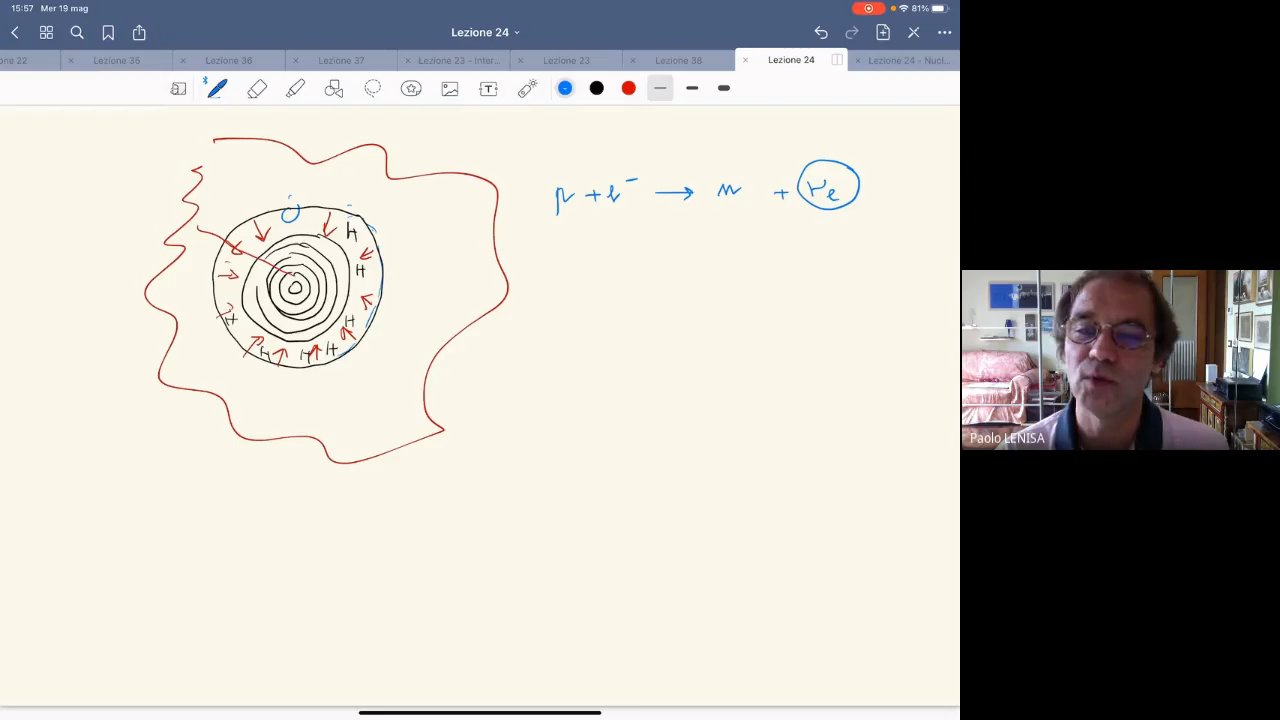 15:57 Mer 19 mag
81%
Lezione 24
ne 22
Lezione 35
Lezione 36
Lezione 37
Lezione 23 - Inter...
Lezione 23
Lezione 38
Lezione 24
Lezione 24 - Nucl...
T
p + e⁻ → n + νe
H
H
H
H
H H H
Paolo LENISA